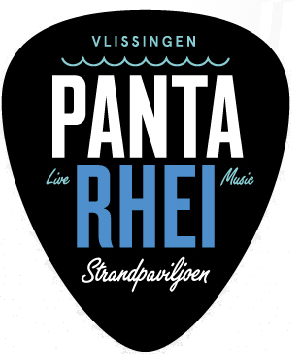 VLISSINGEN
PANTA
Live RHEI Music
Strandpaviljoen